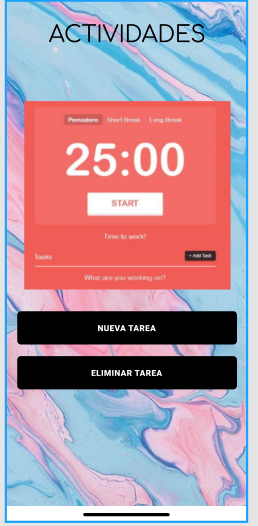 ACTIVIDADES
Pomodoro Short Break Long Break
25:00
START
Time to work!
Tasks + Add Task
What are you working on?
NUEVA TAREA
ELIMINAR TAREA